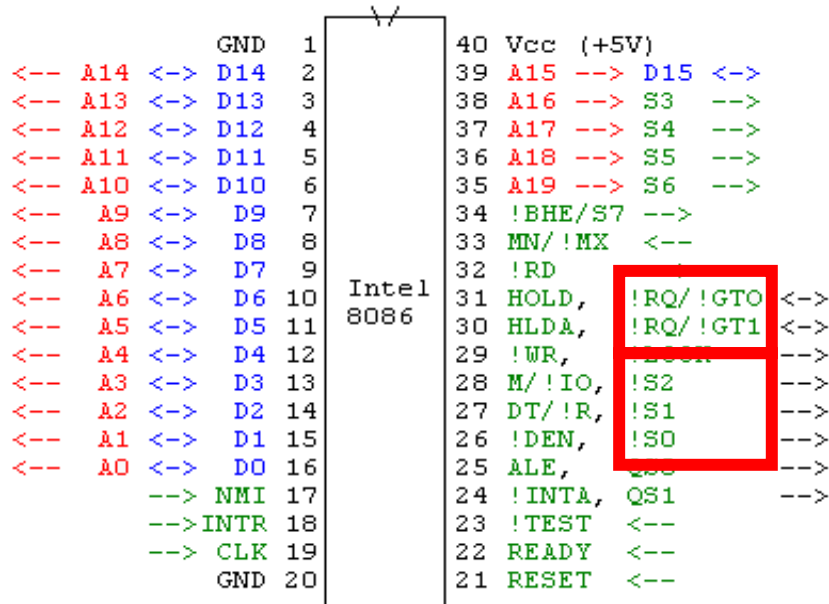 GND 1 40 Vcc (+5V)
<-- A14 <-> D14 2 39 A15 --> D15 <->
<-- A13 <-> D13 3 38 A16 --> S3 -->
<-- A12 <-> D12 4 37 A17 --> S4 -->
<-- A11 <-> D11 5 36 A18 --> S5 -->
<-- A10 <-> D10 6 35 A19 --> S6 -->
<-- A9 <-> D9 7 34 !BHE/S7 -->
<-- A8 <-> D8 8 33 MN/!MX <--
<-- A7 <-> D7 9 32 !RD
<-- A6 <-> D6 10 Intel 31 HOLD, !RQ/!GT0 <->
<-- A5 <-> D5 11 8086 30 HLDA, !RQ/!GT1 <->
<-- A4 <-> D4 12 29 !WR, !LOCK -->
<-- A3 <-> D3 13 28 M/!IO, !S2 -->
<-- A2 <-> D2 14 27 DT/!R, !S1 -->
<-- A1 <-> D1 15 26 !DEN, !S0 -->
<-- A0 <-> D0 16 25 ALE, QS0 -->
--> NMI 17 24 !INTA, QS1 -->
-->INTR 18 23 !TEST <--
--> CLK 19 22 READY <--
GND 20 21 RESET <--